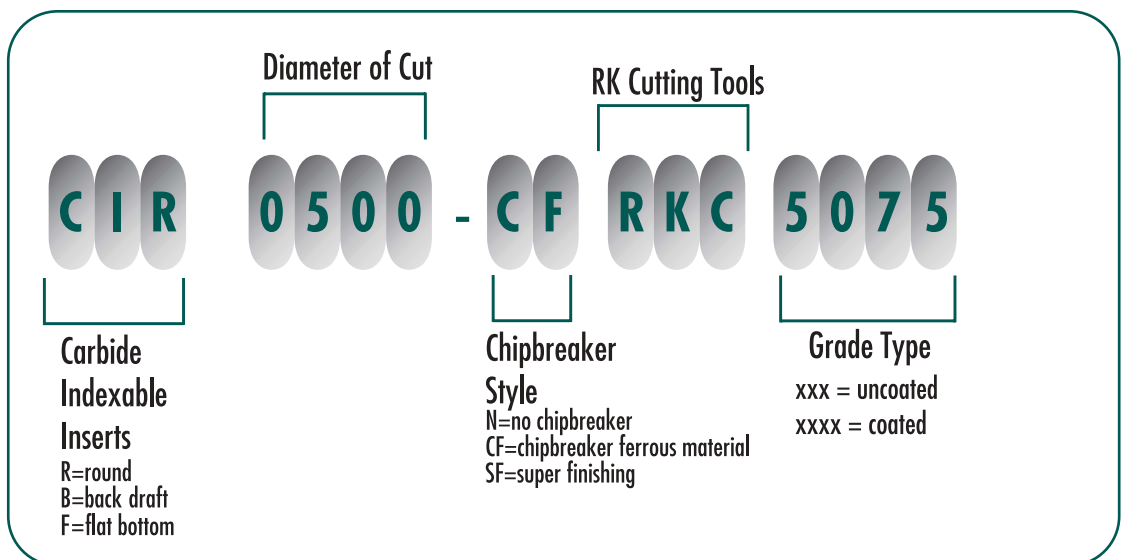 Diameter of Cut
RK Cutting Tools
CIR 0500 - CF RKC 5075
Carbide
Indexable
Inserts
R=round
B=back draft
F=flat bottom
Chipbreaker
Style
N=no chipbreaker
CF=chipbreaker ferrous material
SF=super finishing
Grade Type
xxx = uncoated
xxxx = coated